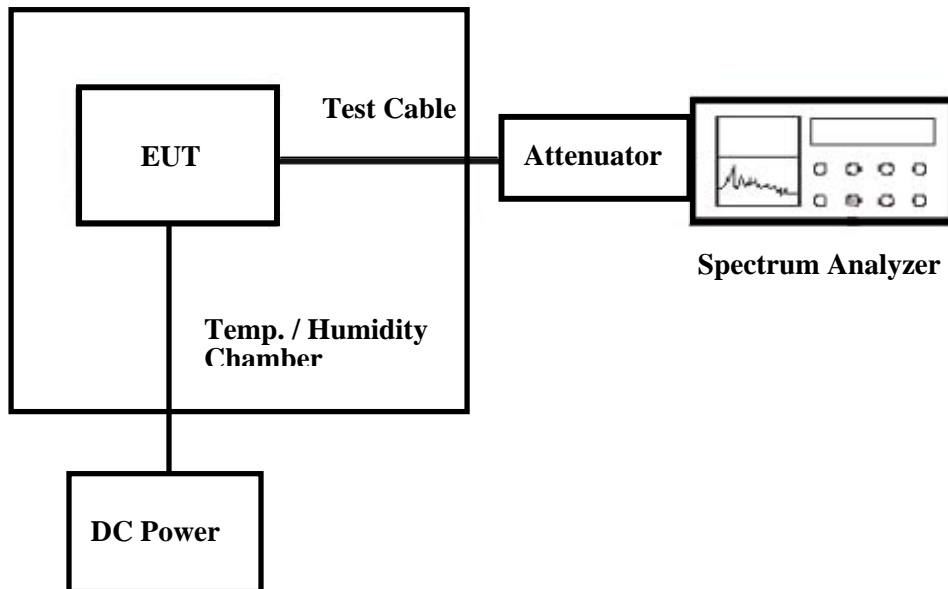 Test Cable
EUT
Attenuator
Spectrum Analyzer
Temp. / Humidity
Chamber
DC Power